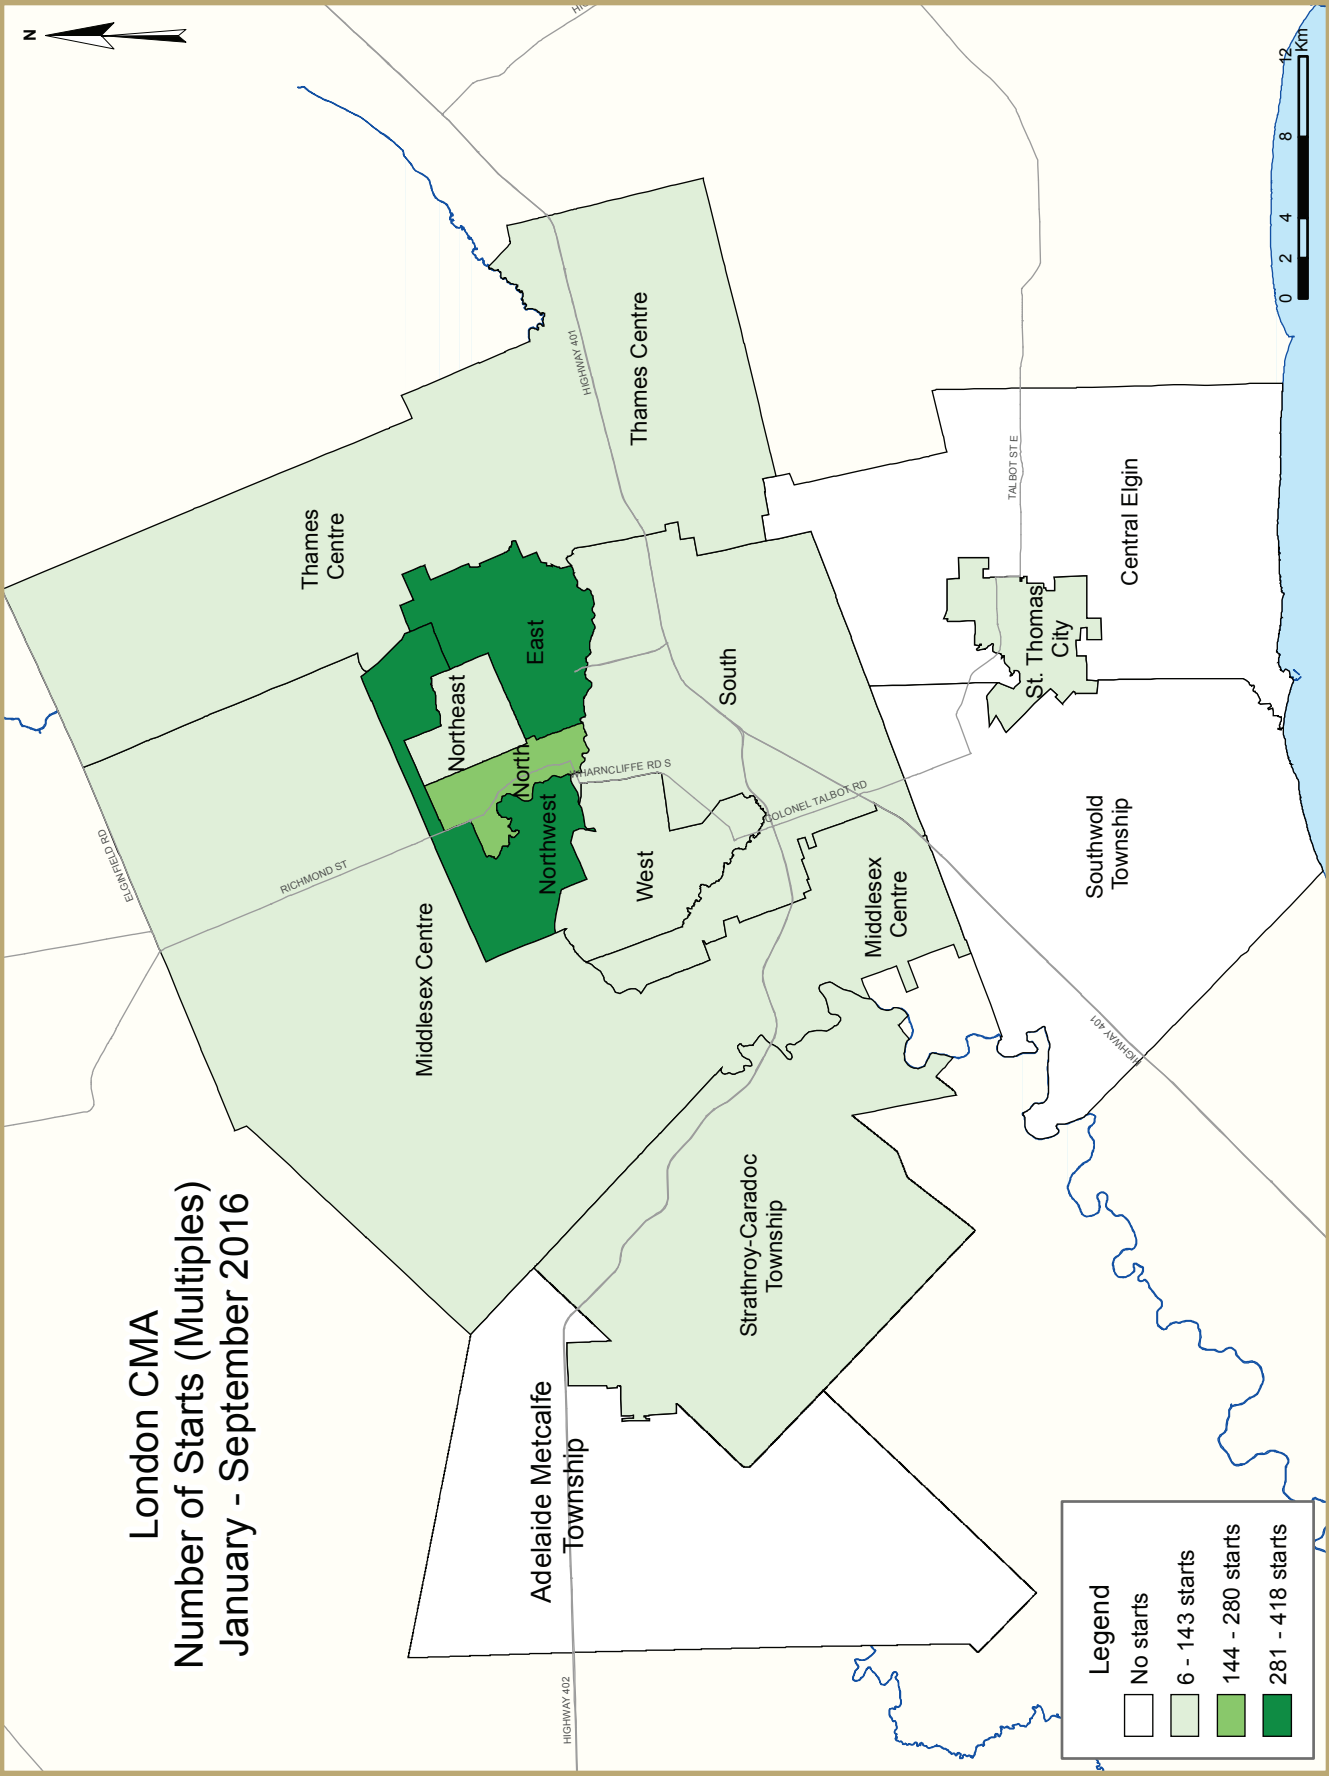 London CMA
Number of Starts (Multiples)
January - September 2016
N
ELGINFIELD RD
RICHMOND ST
Middlesex Centre
Thames
Centre
Northeast
North
East
Northwest
WHARNCLIFFE RD S
West
South
HIGHWAY 401
Thames Centre
COLONEL TALBOT RD
Middlesex
Centre
Strathroy-Caradoc
Township
Adelaide Metcalfe
Township
HIGHWAY 402
TALBOT ST E
St. Thomas
City
Central Elgin
Southwold
Township
HIGHWAY 401
Legend
No starts
6 - 143 starts
144 - 280 starts
281 - 418 starts
0 2 4 8 12
Km